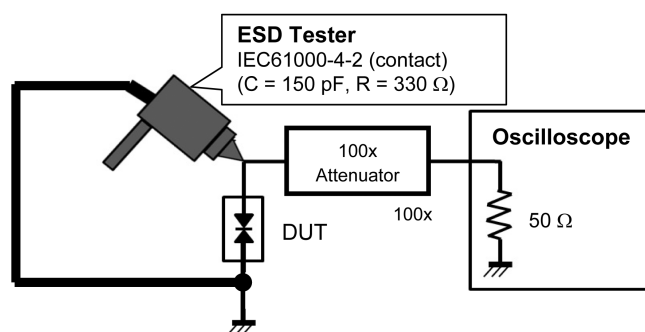 ESD Tester
IEC61000-4-2 (contact)
(C = 150 pF, R = 330 Ω)
100x
Attenuator
100x
Oscilloscope
50 Ω
DUT